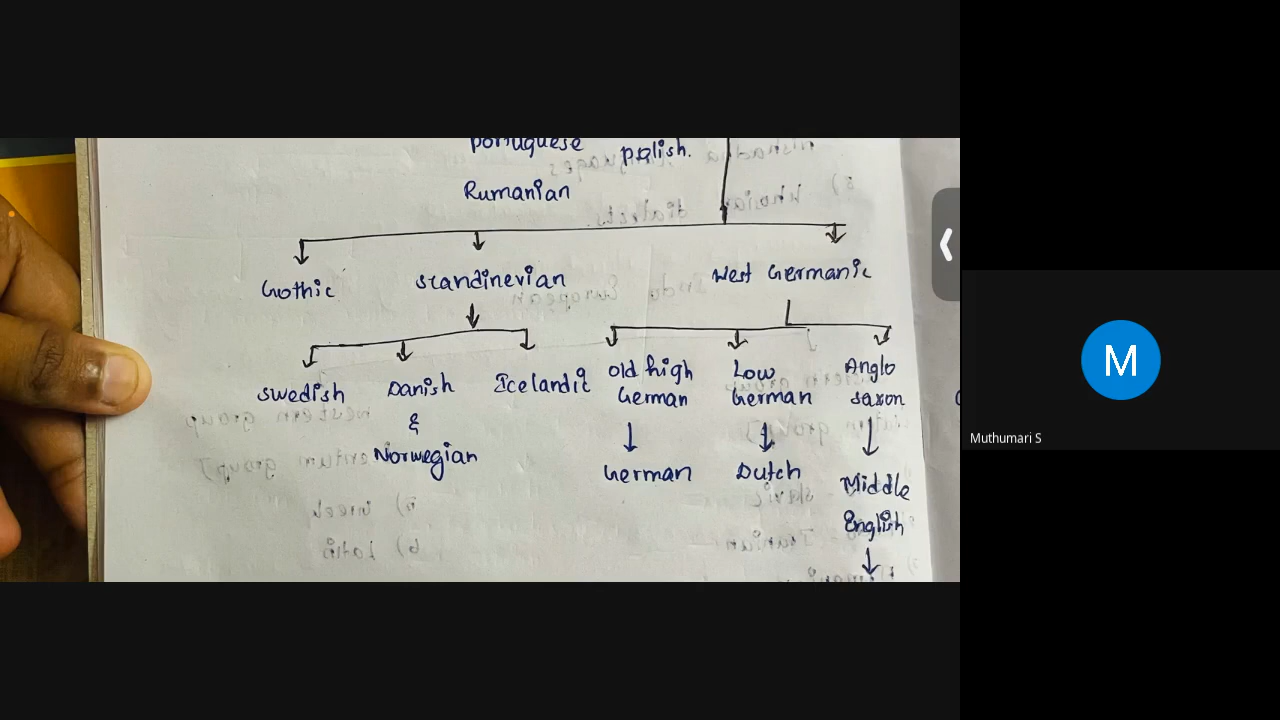 portuguese polish.
Rumanian
Gothic scandinevian West Germanic
swedish Danish Icelandic Old high Low Anglo
German German saxon
&
Norwegian German Dutch Middle
English
M
Muthumari S